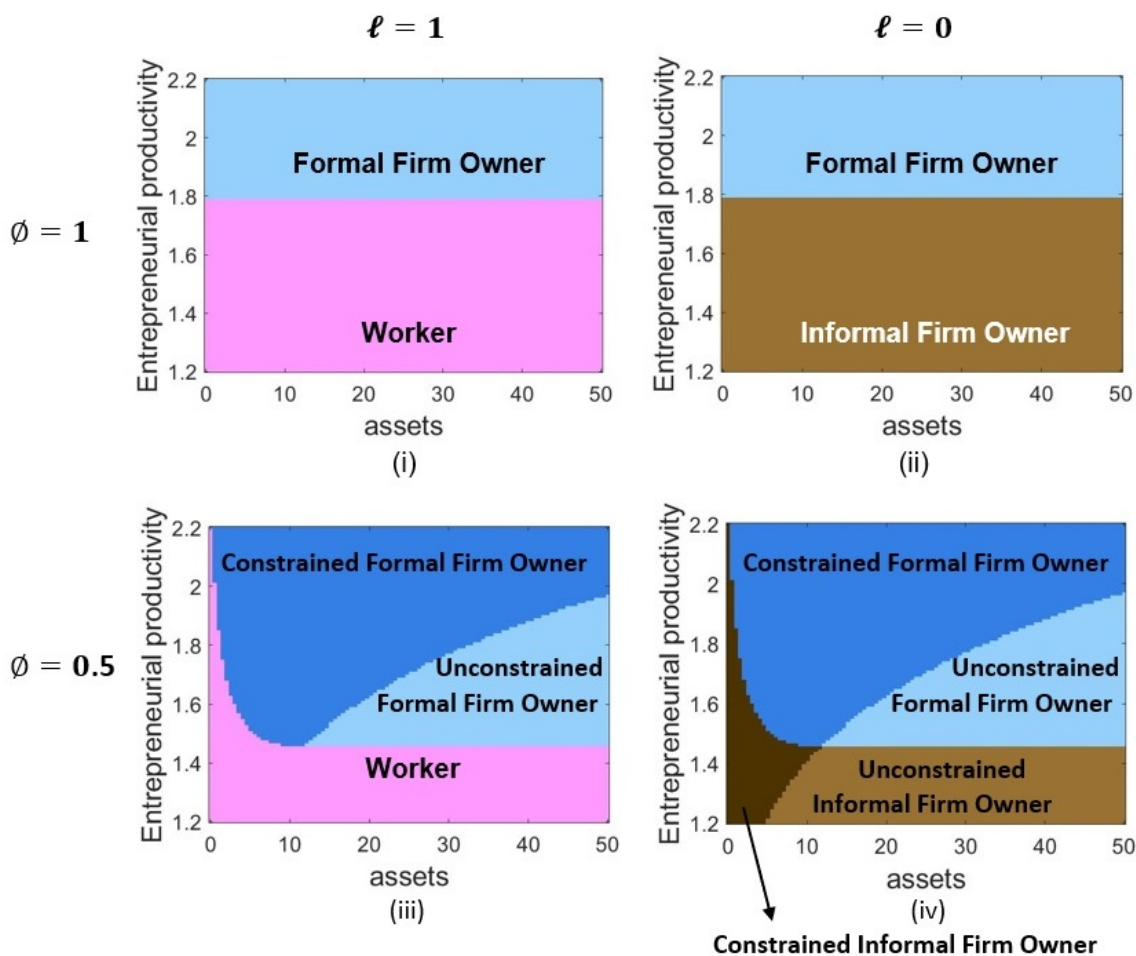 ℓ = 1
ℓ = 0
∅ = 1
Entrepreneurial productivity
2.2
2
1.8
1.6
1.4
1.2
Formal Firm Owner
Worker
0 10 20 30 40 50
assets
(i)
Entrepreneurial productivity
2.2
2
1.8
1.6
1.4
1.2
Formal Firm Owner
Informal Firm Owner
0 10 20 30 40 50
assets
(ii)
∅ = 0.5
Entrepreneurial productivity
2.2
2
1.8
1.6
1.4
1.2
Constrained Formal Firm Owner
Unconstrained
Formal Firm Owner
Worker
0 10 20 30 40 50
assets
(iii)
Entrepreneurial productivity
2.2
2
1.8
1.6
1.4
1.2
Constrained Formal Firm Owner
Unconstrained
Formal Firm Owner
Unconstrained
Informal Firm Owner
0 10 20 30 40 50
assets
(iv)
Constrained Informal Firm Owner